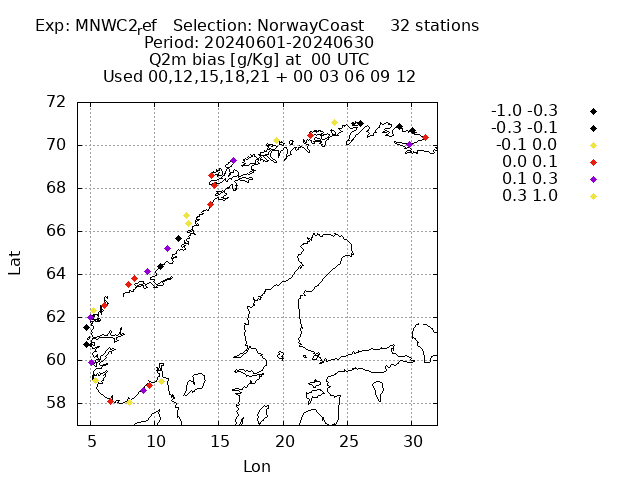 Exp: MNWC2ref Selection: NorwayCoast 32 stations
Period: 20240601-20240630
Q2m bias [g/Kg] at 00 UTC
Used 00,12,15,18,21 + 00 03 06 09 12
72
70
68
66
64
62
60
58
5 10 15 20 25 30
Lat
Lon
-1.0 -0.3
-0.3 -0.1
-0.1 0.0
0.0 0.1
0.1 0.3
0.3 1.0